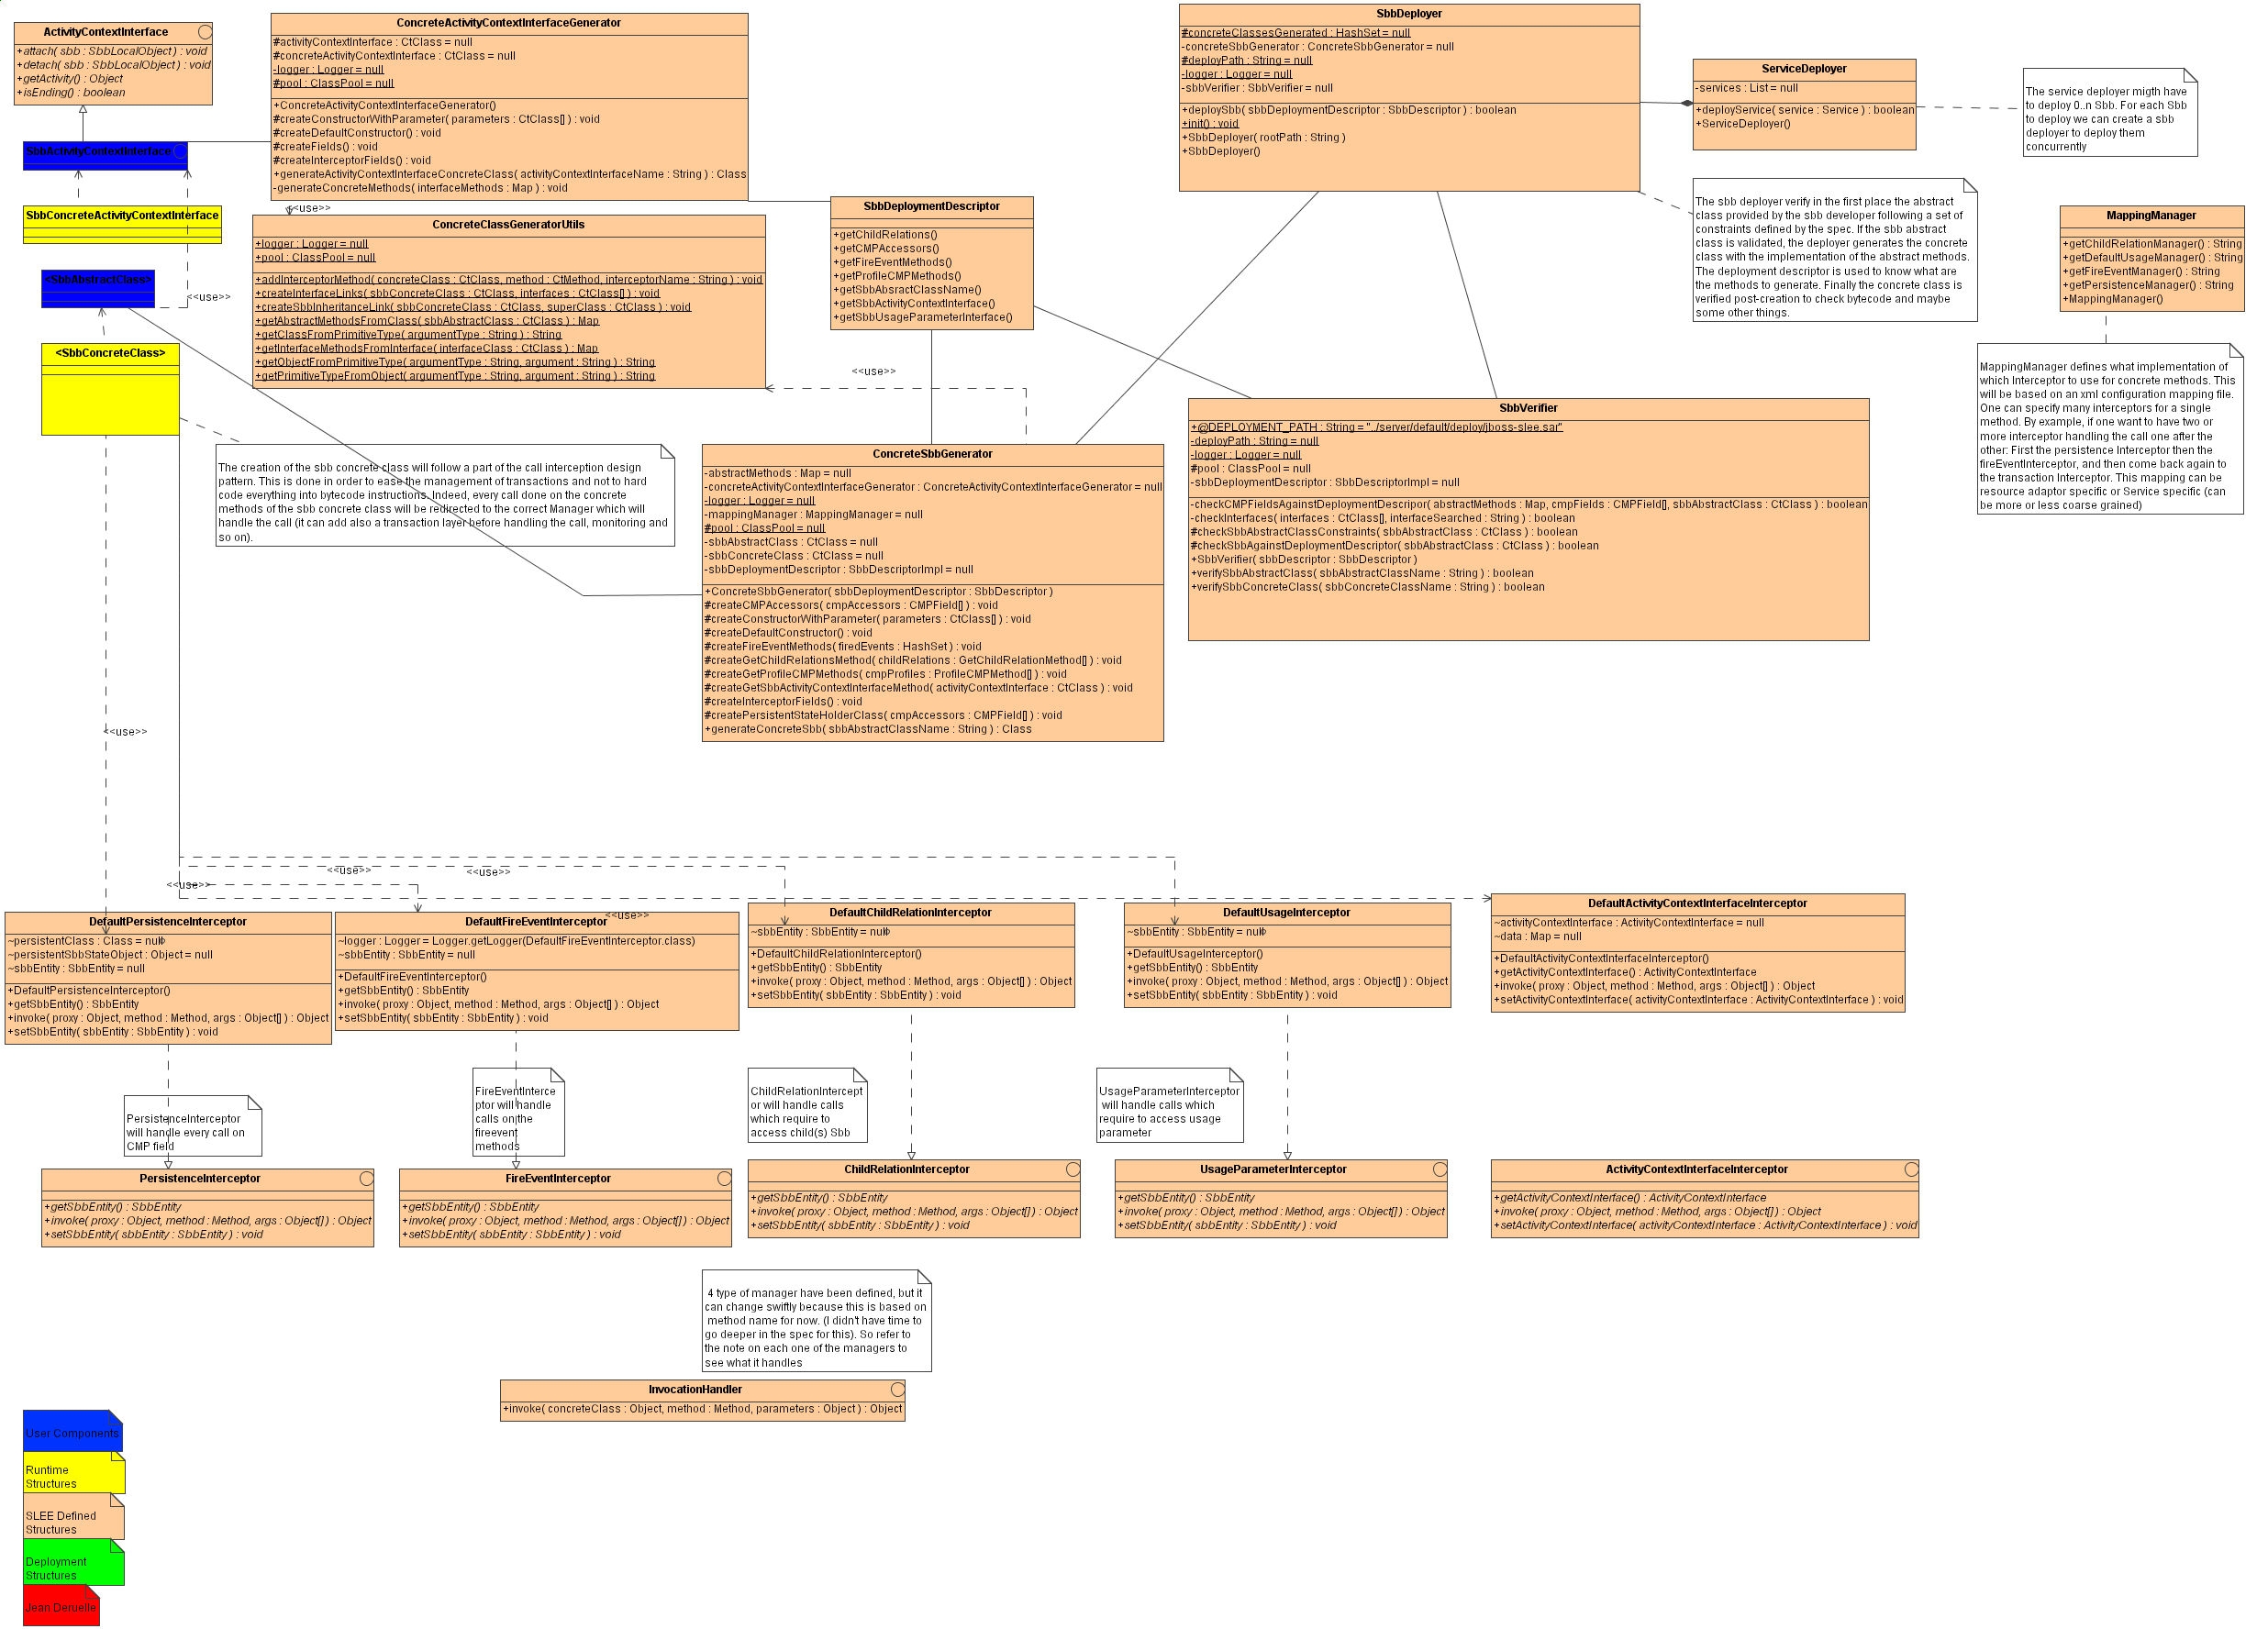 ActivityContextInterface
+attach( sbb : SbbLocalObject ) : void
+detach( sbb : SbbLocalObject ) : void
+getActivity() : Object
+isEnding() : boolean
SbbActivityContextInterface
SbbConcreteActivityContextInterface
<SbbAbstractClass>
<<use>>
<SbbConcreteClass>
ConcreteActivityContextInterfaceGenerator
#activityContextInterface : CtClass = null
#concreteActivityContextInterface : CtClass = null
-logger : Logger = null
#pool : ClassPool = null
+ConcreteActivityContextInterfaceGenerator()
#createConstructorWithParameter( parameters : CtClass[] ) : void
#createDefaultConstructor() : void
#createFields() : void
#createInterceptorFields() : void
+generateActivityContextInterfaceConcreteClass( activityContextInterfaceName : String ) : Class
-generateConcreteMethods( interfaceMethods : Map ) : void
<<use>>
ConcreteClassGeneratorUtils
+logger : Logger = null
+pool : ClassPool = null
+addInterceptorMethod( concreteClass : CtClass, method : CtMethod, interceptorName : String ) : void
+createInterfaceLinks( sbbConcreteClass : CtClass, interfaces : CtClass[] ) : void
+createSbbInheritanceLink( sbbConcreteClass : CtClass, superClass : CtClass ) : void
+getAbstractMethodsFromClass( sbbAbstractClass : CtClass ) : Map
+getClassFromPrimitiveType( argumentType : String ) : String
+getInterfaceMethodsFromInterface( interfaceClass : CtClass ) : Map
+getObjectFromPrimitiveType( argumentType : String, argument : String ) : String
+getPrimitiveTypeFromObject( argumentType : String, argument : String ) : String
<<use>>
SbbDeploymentDescriptor
+getChildRelations()
+getCMPAccessors()
+getFireEventMethods()
+getProfileCMPMethods()
+getSbbAbsractClassName()
+getSbbActivityContextInterface()
+getSbbUsageParameterInterface()
SbbDeployer
#concreteClassesGenerated : HashSet = null
-concreteSbbGenerator : ConcreteSbbGenerator = null
#deployPath : String = null
-logger : Logger = null
-sbbVerifier : SbbVerifier = null
+deploySbb( sbbDeploymentDescriptor : SbbDescriptor ) : boolean
+init() : void
+SbbDeployer( rootPath : String )
+SbbDeployer()
ServiceDeployer
-services : List = null
+deployService( service : Service ) : boolean
+ServiceDeployer()
The service deployer migth have
to deploy 0..n Sbb. For each Sbb
to deploy we can create a sbb
deployer to deploy them
concurrently
The sbb deployer verify in the first place the abstract
class provided by the sbb developer following a set of
constraints defined by the spec. If the sbb abstract
class is validated, the deployer generates the concrete
class with the implementation of the abstract methods.
The deployment descriptor is used to know what are
the methods to generate. Finally the concrete class is
verified post-creation to check bytecode and maybe
some other things.
MappingManager
+getChildRelationManager() : String
+getDefaultUsageManager() : String
+getFireEventManager() : String
+getPersistenceManager() : String
+MappingManager()
MappingManager defines what implementation of
which Interceptor to use for concrete methods. This
will be based on an xml configuration mapping file.
One can specify many interceptors for a single
method. By example, if one want to have two or
more interceptor handling the call one after the
other: First the persistence Interceptor then the
fireEventInterceptor, and then come back again to
the transaction Interceptor. This mapping can be
resource adaptor specific or Service specific (can
be more or less coarse grained)
The creation of the sbb concrete class will follow a part of the call interception design
pattern. This is done in order to ease the management of transactions and not to hard
code everything into bytecode instructions. Indeed, every call done on the concrete
methods of the sbb concrete class will be redirected to the correct Manager which will
handle the call (it can add also a transaction layer before handling the call, monitoring and
so on).
ConcreteSbbGenerator
-abstractMethods : Map = null
-concreteActivityContextInterfaceGenerator : ConcreteActivityContextInterfaceGenerator = null
-logger : Logger = null
-mappingManager : MappingManager = null
#pool : ClassPool = null
-sbbAbstractClass : CtClass = null
-sbbConcreteClass : CtClass = null
-sbbDeploymentDescriptor : SbbDescriptorImpl = null
+ConcreteSbbGenerator( sbbDeploymentDescriptor : SbbDescriptor )
#createCMPAccessors( cmpAccessors : CMPField[] ) : void
#createConstructorWithParameter( parameters : CtClass[] ) : void
#createDefaultConstructor() : void
#createFireEventMethods( firedEvents : HashSet ) : void
#createGetChildRelationsMethod( childRelations : GetChildRelationMethod[] ) : void
#createGetProfileCMPMethods( cmpProfiles : ProfileCMPMethod[] ) : void
#createGetSbbActivityContextInterfaceMethod( activityContextInterface : CtClass ) : void
#createInterceptorFields() : void
#createPersistentStateHolderClass( cmpAccessors : CMPField[] ) : void
+generateConcreteSbb( sbbAbstractClassName : String ) : Class
SbbVerifier
+@DEPLOYMENT_PATH : String = "../server/default/deploy/jboss-slee.sar"
-deployPath : String = null
-logger : Logger = null
#pool : ClassPool = null
-sbbDeploymentDescriptor : SbbDescriptorImpl = null
-checkCMPFieldsAgainstDeploymentDescripor( abstractMethods : Map, cmpFields : CMPField[], sbbAbstractClass : CtClass ) : boolean
-checkInterfaces( interfaces : CtClass[], interfaceSearched : String ) : boolean
#checkSbbAbstractClassConstraints( sbbAbstractClass : CtClass ) : boolean
#checkSbbAgainstDeploymentDescriptor( sbbAbstractClass : CtClass ) : boolean
+SbbVerifier( sbbDescriptor : SbbDescriptor )
+verifySbbAbstractClass( sbbAbstractClassName : String ) : boolean
+verifySbbConcreteClass( sbbConcreteClassName : String ) : boolean
<<use>>
<<use>>
<<use>>
<<use>>
<<use>>
DefaultPersistenceInterceptor
~persistentClass : Class = null
~persistentSbbStateObject : Object = null
~sbbEntity : SbbEntity = null
+DefaultPersistenceInterceptor()
+getSbbEntity() : SbbEntity
+invoke( proxy : Object, method : Method, args : Object[] ) : Object
+setSbbEntity( sbbEntity : SbbEntity ) : void
DefaultFireEventInterceptor
~logger : Logger = Logger.getLogger(DefaultFireEventInterceptor.class)
~sbbEntity : SbbEntity = null
+DefaultFireEventInterceptor()
+getSbbEntity() : SbbEntity
+invoke( proxy : Object, method : Method, args : Object[] ) : Object
+setSbbEntity( sbbEntity : SbbEntity ) : void
DefaultChildRelationInterceptor
~sbbEntity : SbbEntity = null
+DefaultChildRelationInterceptor()
+getSbbEntity() : SbbEntity
+invoke( proxy : Object, method : Method, args : Object[] ) : Object
+setSbbEntity( sbbEntity : SbbEntity ) : void
DefaultUsageInterceptor
~sbbEntity : SbbEntity = null
+DefaultUsageInterceptor()
+getSbbEntity() : SbbEntity
+invoke( proxy : Object, method : Method, args : Object[] ) : Object
+setSbbEntity( sbbEntity : SbbEntity ) : void
DefaultActivityContextInterfaceInterceptor
~activityContextInterface : ActivityContextInterface = null
~data : Map = null
+DefaultActivityContextInterfaceInterceptor()
+getActivityContextInterface() : ActivityContextInterface
+invoke( proxy : Object, method : Method, args : Object[] ) : Object
+setActivityContextInterface( activityContextInterface : ActivityContextInterface ) : void
PersistenceInterceptor
will handle every call on
CMP field
FireEventInterce
ptor will handle
calls on the
fireevent
methods
ChildRelationIntercept
or will handle calls
which require to
access child(s) Sbb
UsageParameterInterceptor
will handle calls which
require to access usage
parameter
PersistenceInterceptor
+getSbbEntity() : SbbEntity
+invoke( proxy : Object, method : Method, args : Object[] ) : Object
+setSbbEntity( sbbEntity : SbbEntity ) : void
FireEventInterceptor
+getSbbEntity() : SbbEntity
+invoke( proxy : Object, method : Method, args : Object[] ) : Object
+setSbbEntity( sbbEntity : SbbEntity ) : void
ChildRelationInterceptor
+getSbbEntity() : SbbEntity
+invoke( proxy : Object, method : Method, args : Object[] ) : Object
+setSbbEntity( sbbEntity : SbbEntity ) : void
UsageParameterInterceptor
+getSbbEntity() : SbbEntity
+invoke( proxy : Object, method : Method, args : Object[] ) : Object
+setSbbEntity( sbbEntity : SbbEntity ) : void
ActivityContextInterfaceInterceptor
+getActivityContextInterface() : ActivityContextInterface
+invoke( proxy : Object, method : Method, args : Object[] ) : Object
+setActivityContextInterface( activityContextInterface : ActivityContextInterface ) : void
4 type of manager have been defined, but it
can change swiftly because this is based on
method name for now. (I didn't have time to
go deeper in the spec for this). So refer to
the note on each one of the managers to
see what it handles
InvocationHandler
+invoke( concreteClass : Object, method : Method, parameters : Object ) : Object
User Components
Runtime
Structures
SLEE Defined
Structures
Deployment
Structures
Jean Deruelle